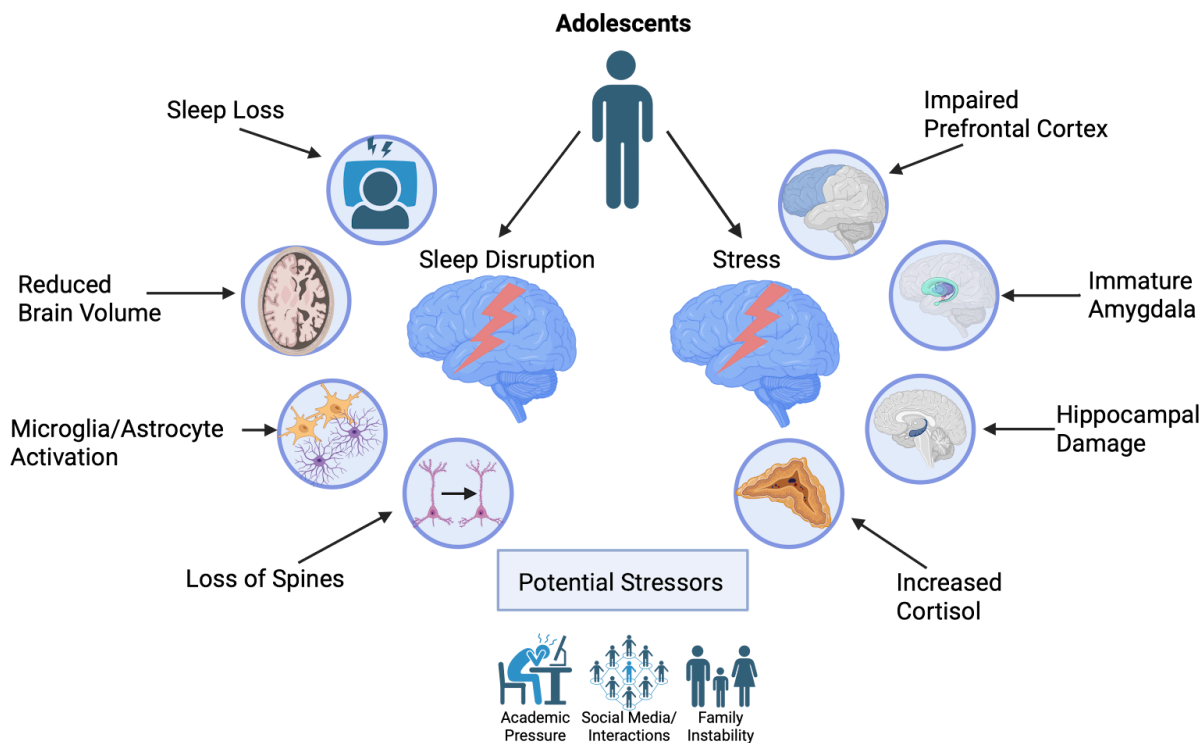 Adolescents
Sleep Loss
Impaired
Prefrontal Cortex
Sleep Disruption
Stress
Reduced
Brain Volume
Immature
Amygdala
Microglia/Astrocyte
Activation
Hippocampal
Damage
Loss of Spines
Potential Stressors
Increased
Cortisol
Academic
Pressure
Social Media/
Interactions
Family
Instability